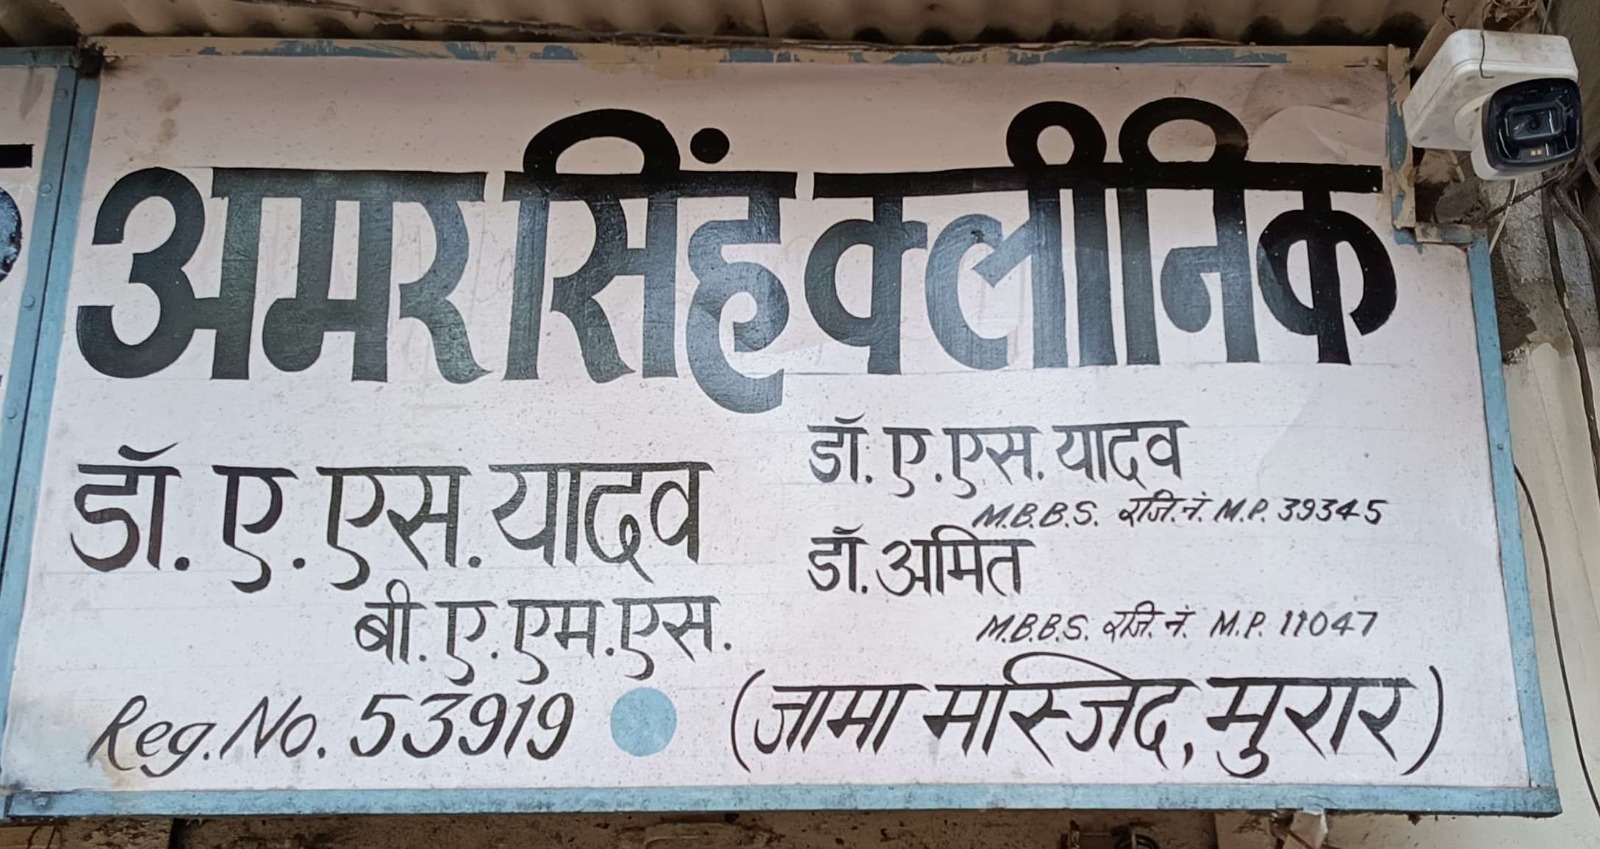 अमर सिंह क्लीनिक
डॉ. ए. एस. यादव
बी. ए. एम. एस.
Reg. No. 53919
डॉ. ए. एस. यादव
M.B.B.S. रजि. नं. M.P. 39345
डॉ. अमित
M.B.B.S. रजि. नं. M.P. 11047
(जामा मस्जिद, मुरार)